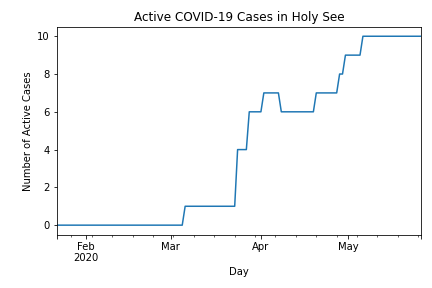 Active COVID-19 Cases in Holy See
Number of Active Cases
10
8
6
4
2
0
Feb
2020
Mar
Apr
May
Day